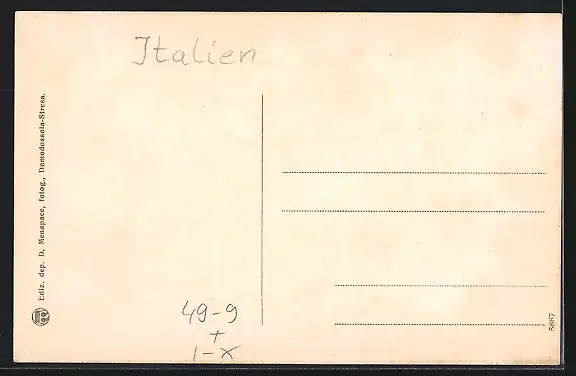 Italien
Ediz. dep. D. Menapace, fotog., Domodossola-Stresa.
49-9
+
1-X
5887